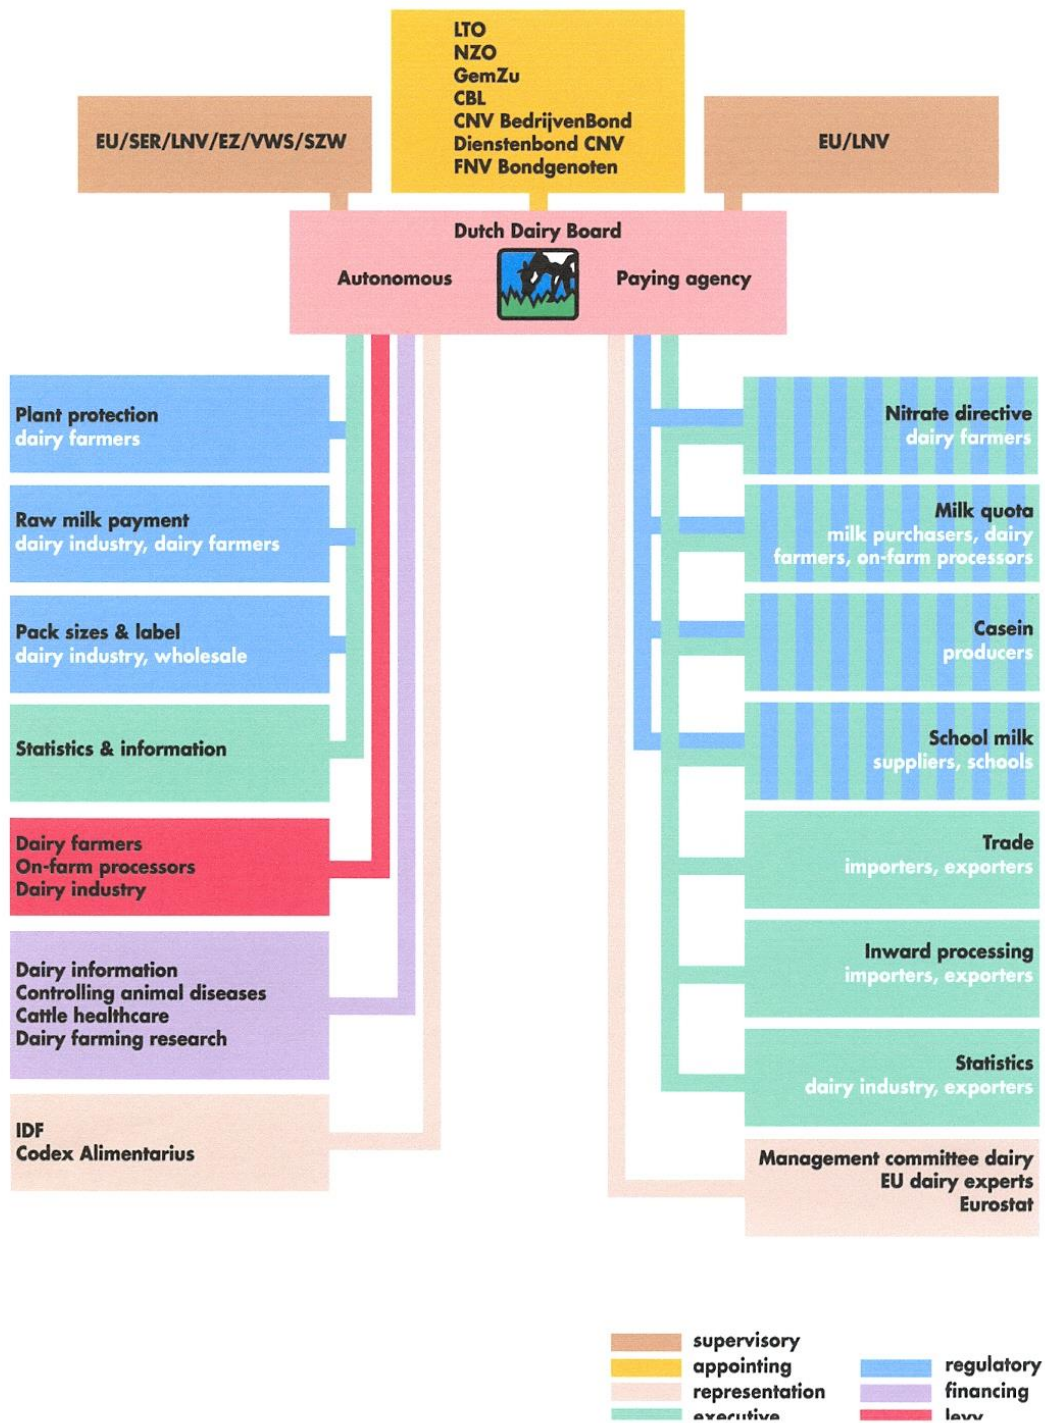 LTO
NZO
GemZu
CBL
CNV BedrijvenBond
Dienstenbond CNV
FNV Bondgenoten
EU/SER/LNV/EZ/VWS/SZW
EU/LNV
Dutch Dairy Board
Autonomous
Paying agency
Plant protection
dairy farmers
Raw milk payment
dairy industry, dairy farmers
Pack sizes & label
dairy industry, wholesale
Statistics & information
Dairy farmers
On-farm processors
Dairy industry
Dairy information
Controlling animal diseases
Cattle healthcare
Dairy farming research
IDF
Codex Alimentarius
Nitrate directive
dairy farmers
Milk quota
milk purchasers, dairy
farmers, on-farm processors
Casein
producers
School milk
suppliers, schools
Trade
importers, exporters
Inward processing
importers, exporters
Statistics
dairy industry, exporters
Management committee dairy
EU dairy experts
Eurostat
supervisory
appointing
representation
executive
regulatory
financing
levy